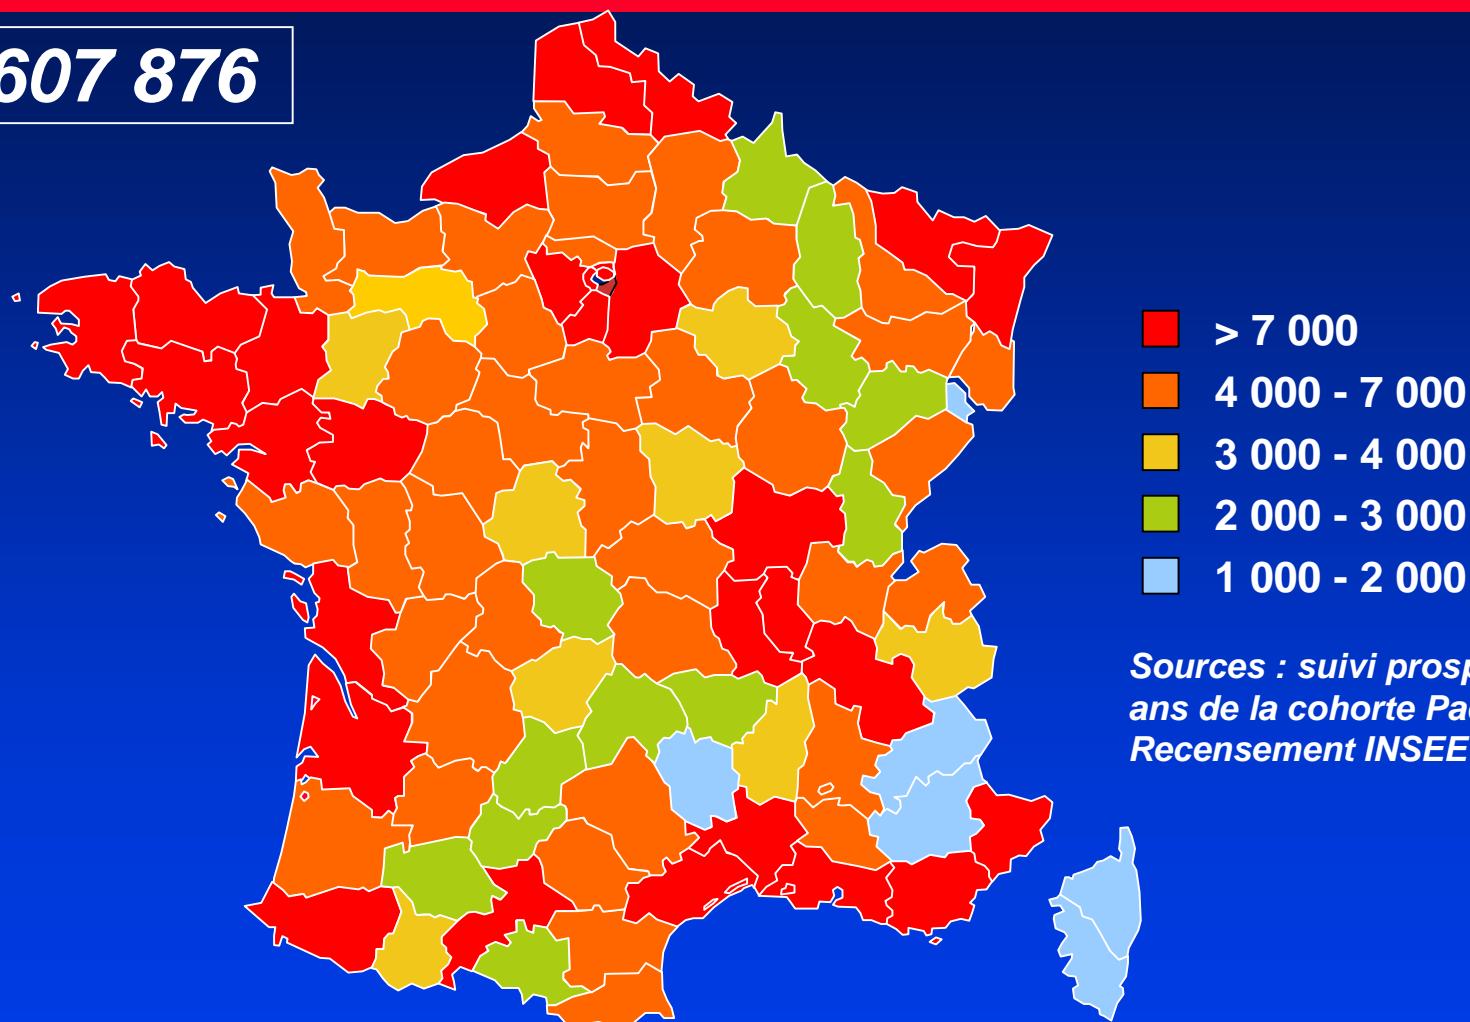 607 876
> 7 000
4 000 - 7 000
3 000 - 4 000
2 000 - 3 000
1 000 - 2 000
Sources : suivi
ans de la cohorte
Recensement INSEE